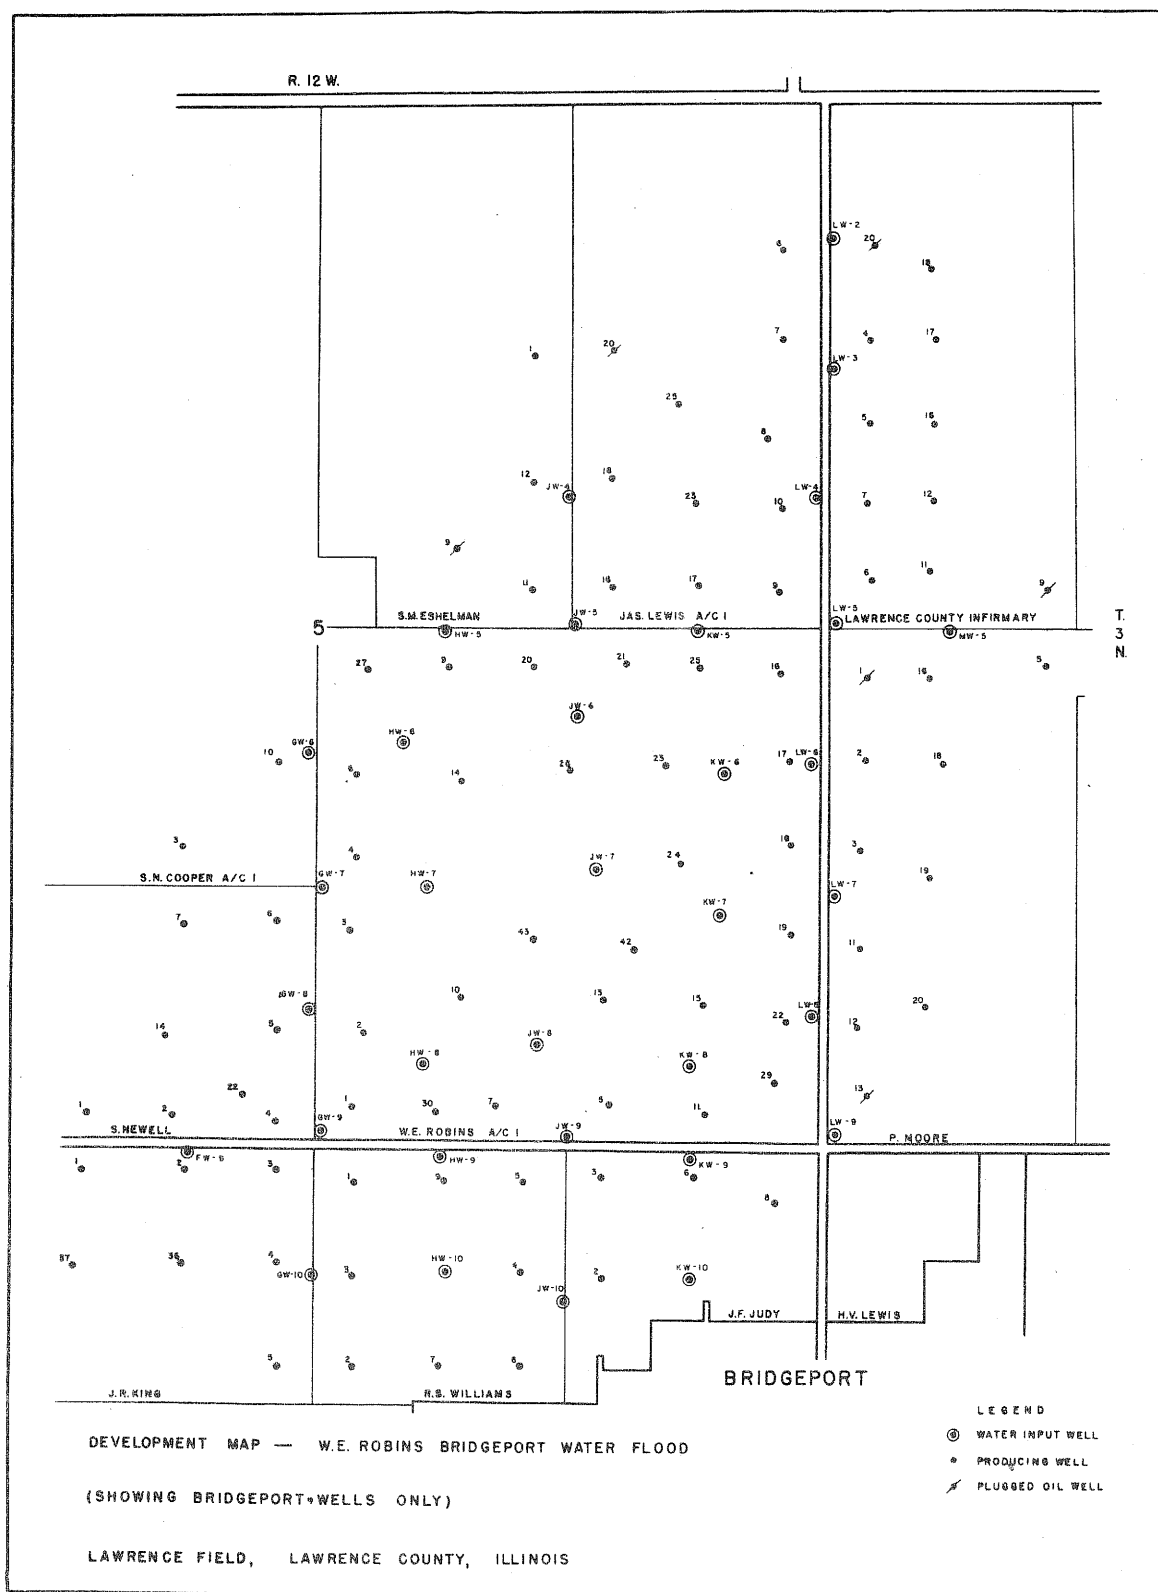 R. 12 W.
LW-2
6
20
18
7
4
17
LW-3
1
20
25
5
16
8
12
18
JW-4
LW-4
23
10
7
12
9
11
16
17
9
6
11
9
S.M. ESHELMAN
JW-5
JAS. LEWIS A/C 1
LW-5
LAWRENCE COUNTY INFIRMARY
T.
3
N.
5
HW-5
KW-5
MW-5
27
9
20
21
25
16
1
16
5
JW-6
HW-6
GW-6
10
6
14
26
23
KW-6
17
LW-6
2
18
3
4
JW-7
24
18
3
19
S.N. COOPER A/C 1
GW-7
HW-7
LW-7
KW-7
7
6
3
43
42
19
11
10
GW-8
13
15
LW-8
20
14
5
2
JW-8
22
12
HW-8
KW-8
29
22
13
1
2
4
1
30
7
5
11
GW-9
S. NEWELL
W.E. ROBINS A/C 1
JW-9
LW-9
P. MOORE
FW-9
HW-9
KW-9
1
2
3
1
9
5
3
6
8
37
36
4
GW-10
3
HW-10
4
JW-10
2
KW-10
J.F. JUDY
H.V. LEWIS
5
2
7
6
BRIDGEPORT
J.R. KING
R.S. WILLIAMS
LEGEND
WATER INPUT WELL
PRODUCING WELL
PLUGGED OIL WELL
DEVELOPMENT MAP — W.E. ROBINS BRIDGEPORT WATER FLOOD
(SHOWING BRIDGEPORT WELLS ONLY)
LAWRENCE FIELD, LAWRENCE COUNTY, ILLINOIS